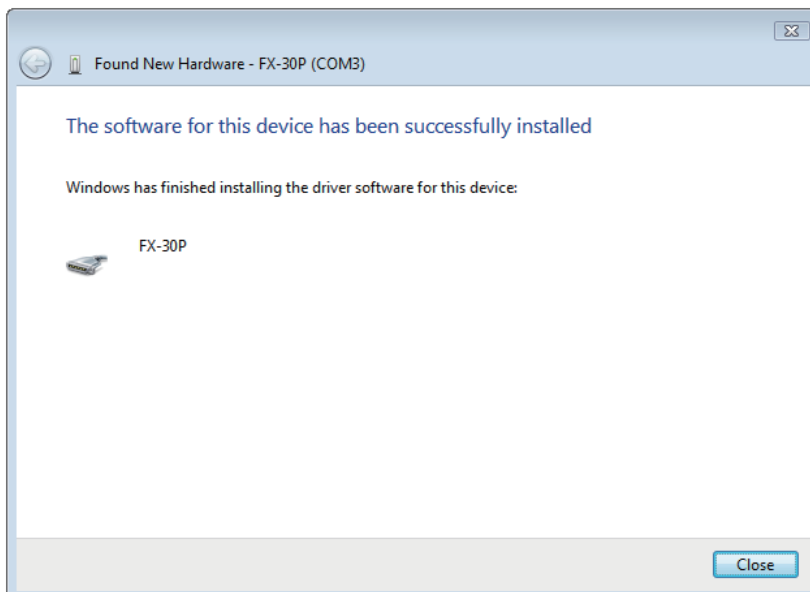 Found New Hardware - FX-30P (COM3)
The software for this device has been successfully installed
Windows has finished installing the driver software for this device:
FX-30P
Close